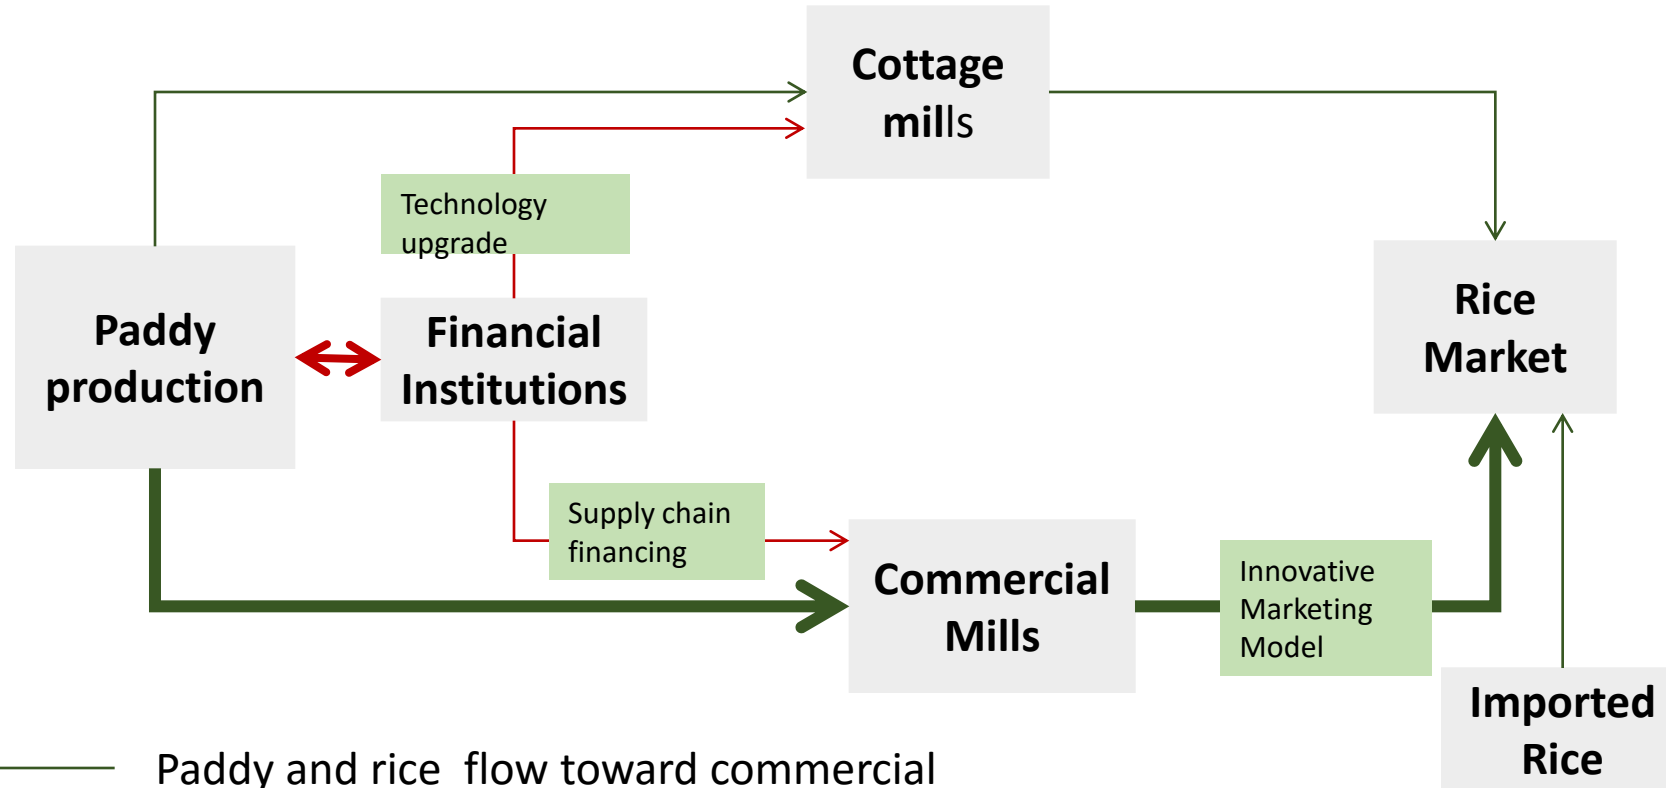 Cottage
mills
Technology
upgrade
Paddy
production
Financial
Institutions
Rice
Market
Supply chain
financing
Commercial
Mills
Innovative
Marketing
Model
Imported
Rice
Paddy and rice flow toward commercial